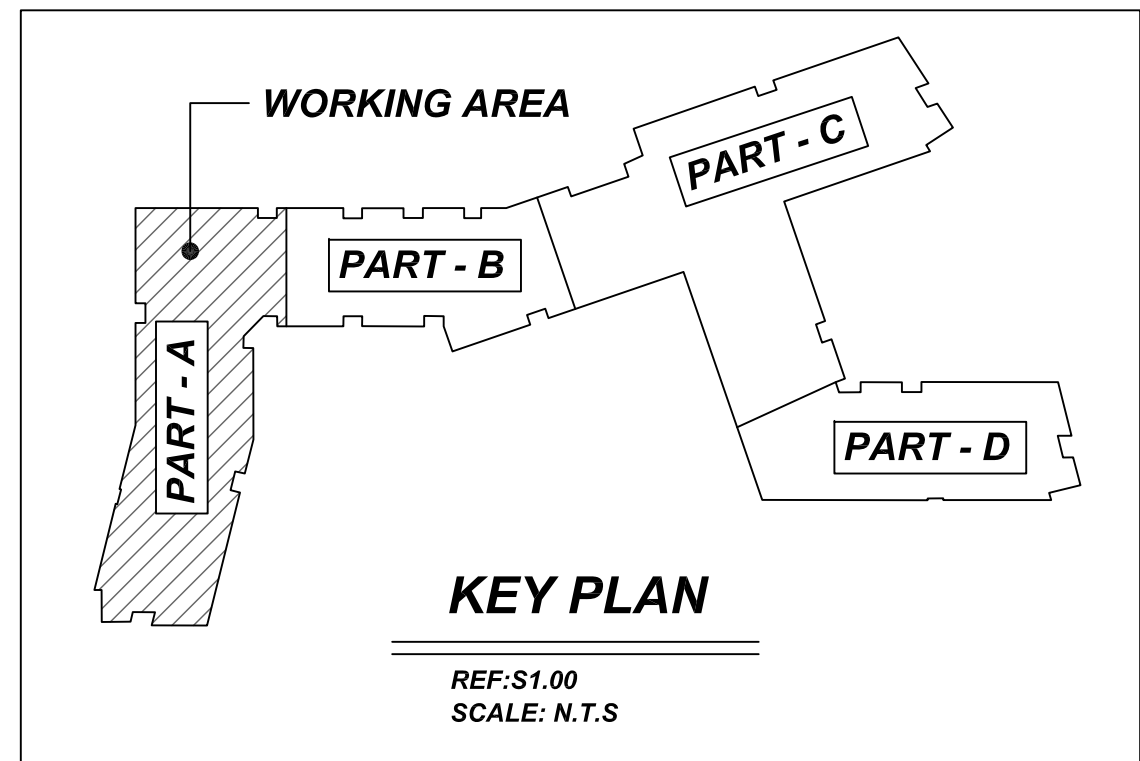 WORKING AREA
PART - C
PART - B
PART - A
PART - D
KEY PLAN
REF:S1.00
SCALE: N.T.S